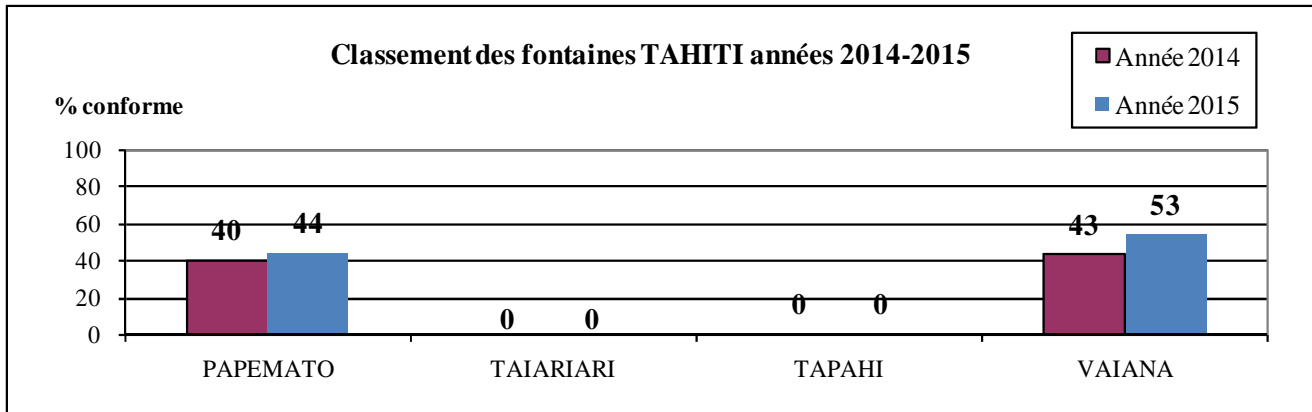 Classement des fontaines TAHITI années 2014-2015
Année 2014
Année 2015
% conforme
100
80
60
40
20
0
40
44
0
0
0
0
43
53
PAPEMATO
TAIARIARI
TAPAHI
VAIANA